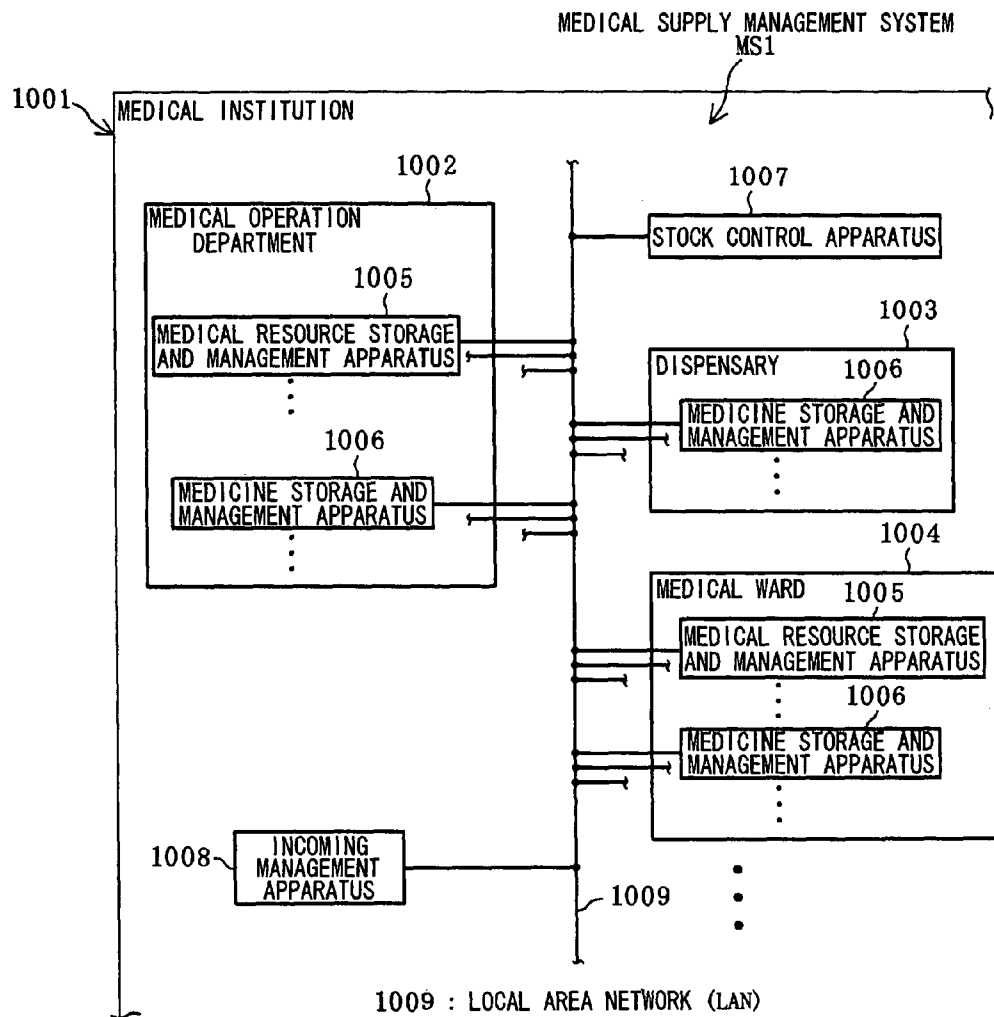 MEDICAL SUPPLY MANAGEMENT SYSTEM
MS1
1001
MEDICAL INSTITUTION
1002
MEDICAL OPERATION
DEPARTMENT
1005
MEDICAL RESOURCE STORAGE
AND MANAGEMENT APPARATUS
1006
MEDICINE STORAGE AND
MANAGEMENT APPARATUS
1007
STOCK CONTROL APPARATUS
1003
DISPENSARY
1006
MEDICINE STORAGE AND
MANAGEMENT APPARATUS
1004
MEDICAL WARD
1005
MEDICAL RESOURCE STORAGE
AND MANAGEMENT APPARATUS
1006
MEDICINE STORAGE AND
MANAGEMENT APPARATUS
1008
INCOMING
MANAGEMENT
APPARATUS
1009
1009 : LOCAL AREA NETWORK (LAN)